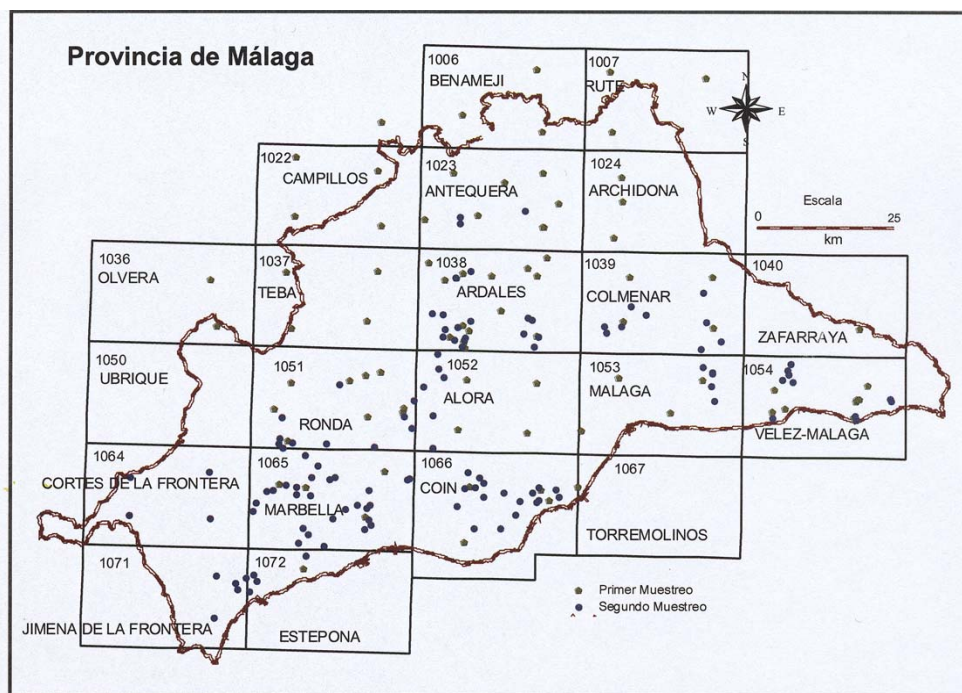 Provincia de Málaga
1006
BENAMEJI
1007
RUTE
N
W
E
S
1022
CAMPILLOS
1023
ANTEQUERA
1024
ARCHIDONA
Escala
0
25
km
1036
OLVERA
1037
TEBA
1038
ARDALES
1039
COLMENAR
1040
ZAFARRAYA
1050
UBRIQUE
1051
RONDA
1052
ALORA
1053
MALAGA
1054
VELEZ-MALAGA
1064
CORTES DE LA FRONTERA
1065
MARBELLA
1066
COIN
1067
TORREMOLINOS
1071
JIMENA DE LA FRONTERA
1072
ESTEPONA
Primer Muestreo
Segundo Muestreo